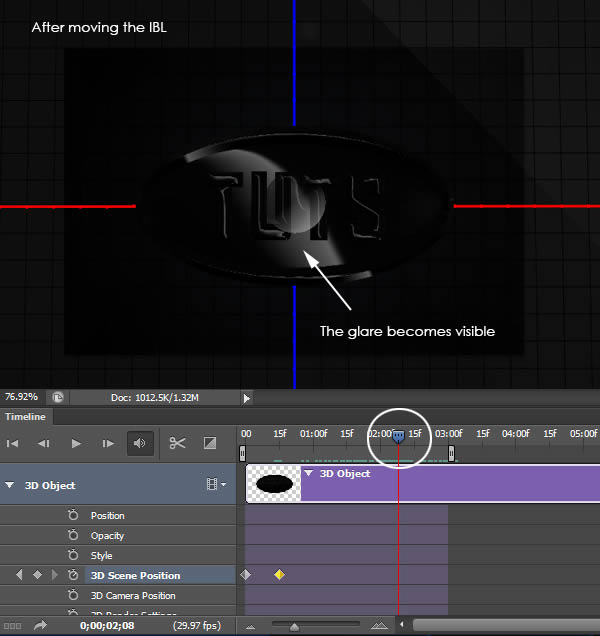 After moving the IBL
TUTS
The glare becomes visible
76.92% Doc: 1012.5K/1.32M
Timeline
00 15f 01:00f 15f 02:00f 15f 03:00f 15f 04:00f 15f 05:00f
3D Object
3D Object
Position
Opacity
Style
3D Scene Position
3D Camera Position
3D Render Settings
0;00;02;08 (29.97 fps)